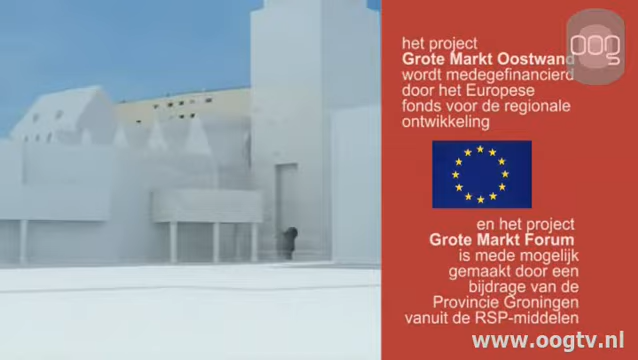 oog
het project
Grote Markt Oostwand
wordt medegefinancierd
door het Europese
fonds voor de regionale
ontwikkeling
en het project
Grote Markt Forum
is mede mogelijk
gemaakt door een
bijdrage van de
Provincie Groningen
vanuit de RSP-middelen
www.oogtv.nl